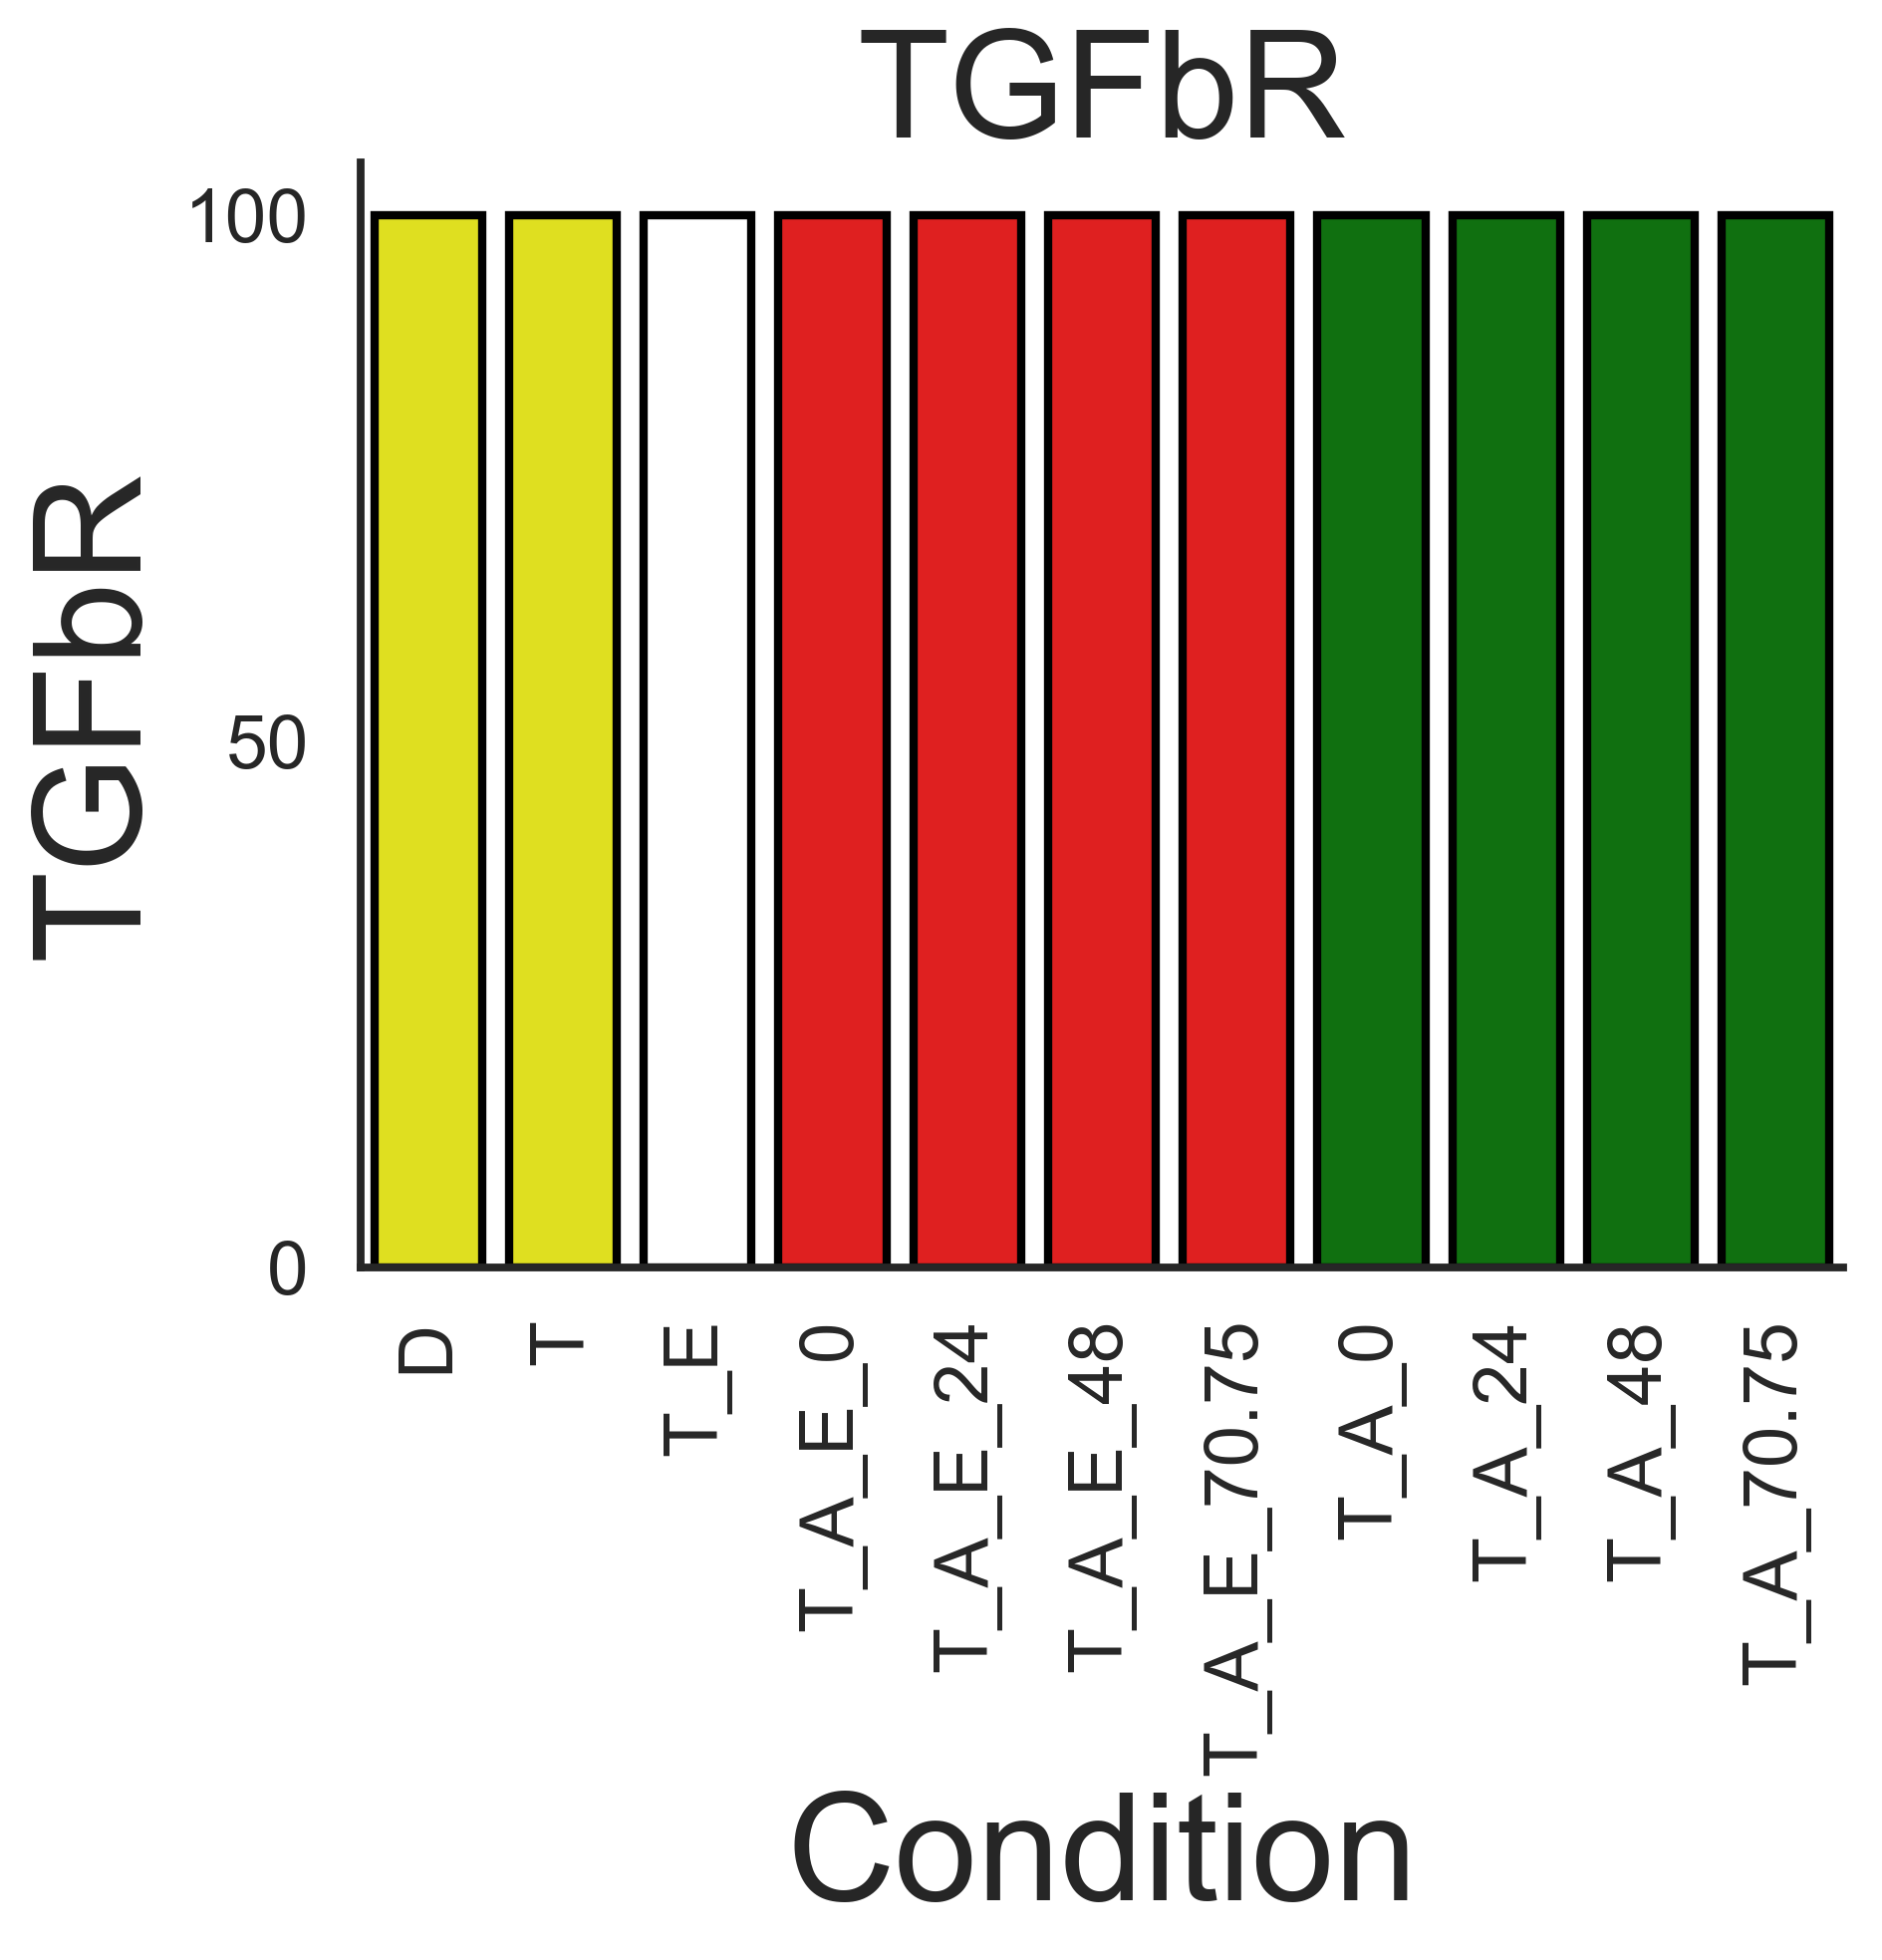 TGFbR
TGFbR
100
50
0
D
T
T_E
T_A_E_0
T_A_E_24
T_A_E_48
T_A_E_70.75
T_A_0
T_A_24
T_A_48
T_A_70.75
Condition